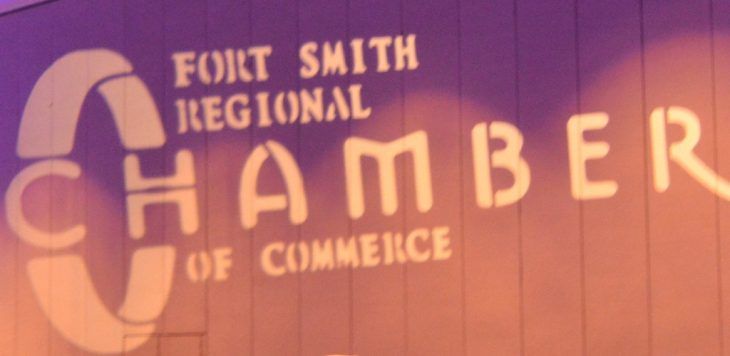 FORT SMITH
REGIONAL
CHAMBER
OF COMMERCE